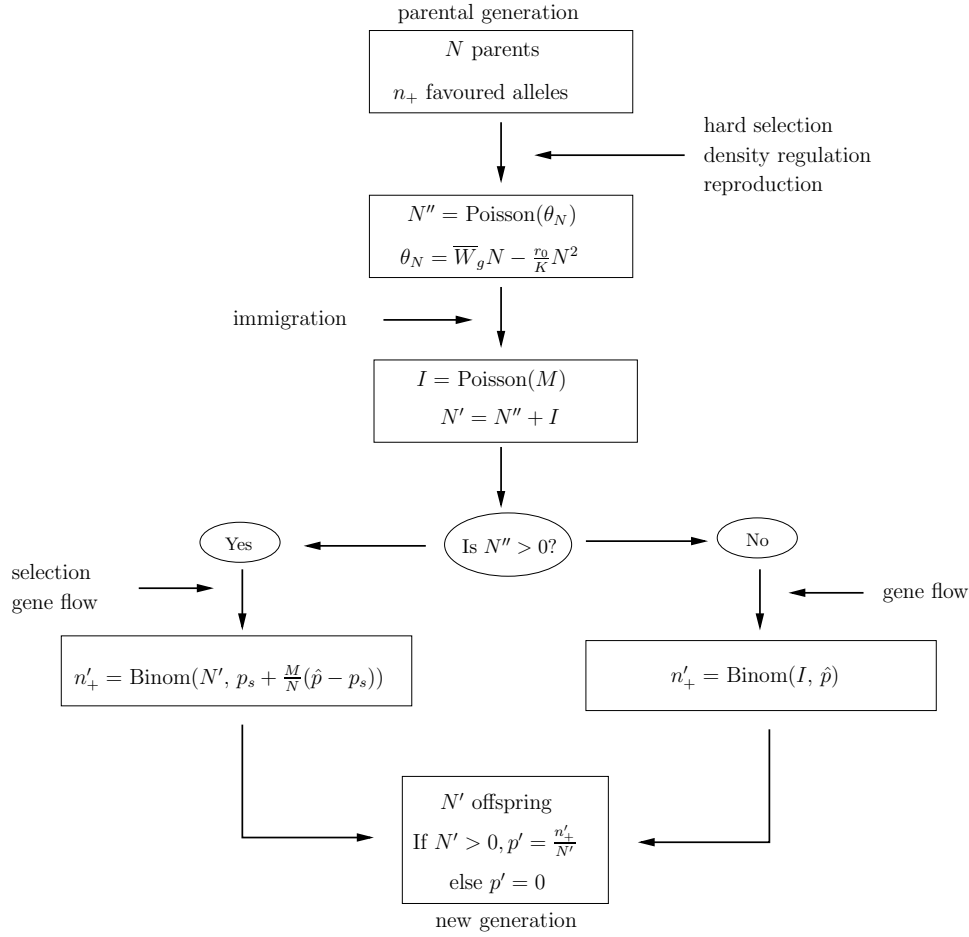 parental generation
N parents
n₊ favoured alleles
hard selection
density regulation
reproduction
N″ = Poisson(θ_N)
θ_N = W̅_g N − r₀/K N²
immigration
I = Poisson(M)
N′ = N″ + I
Is N″ > 0?
Yes
No
selection
gene flow
gene flow
n′₊ = Binom(N′, p_s + M/N (p̂ − p_s))
n′₊ = Binom(I, p̂)
N′ offspring
If N′ > 0, p′ = n′₊/N′
else p′ = 0
new generation